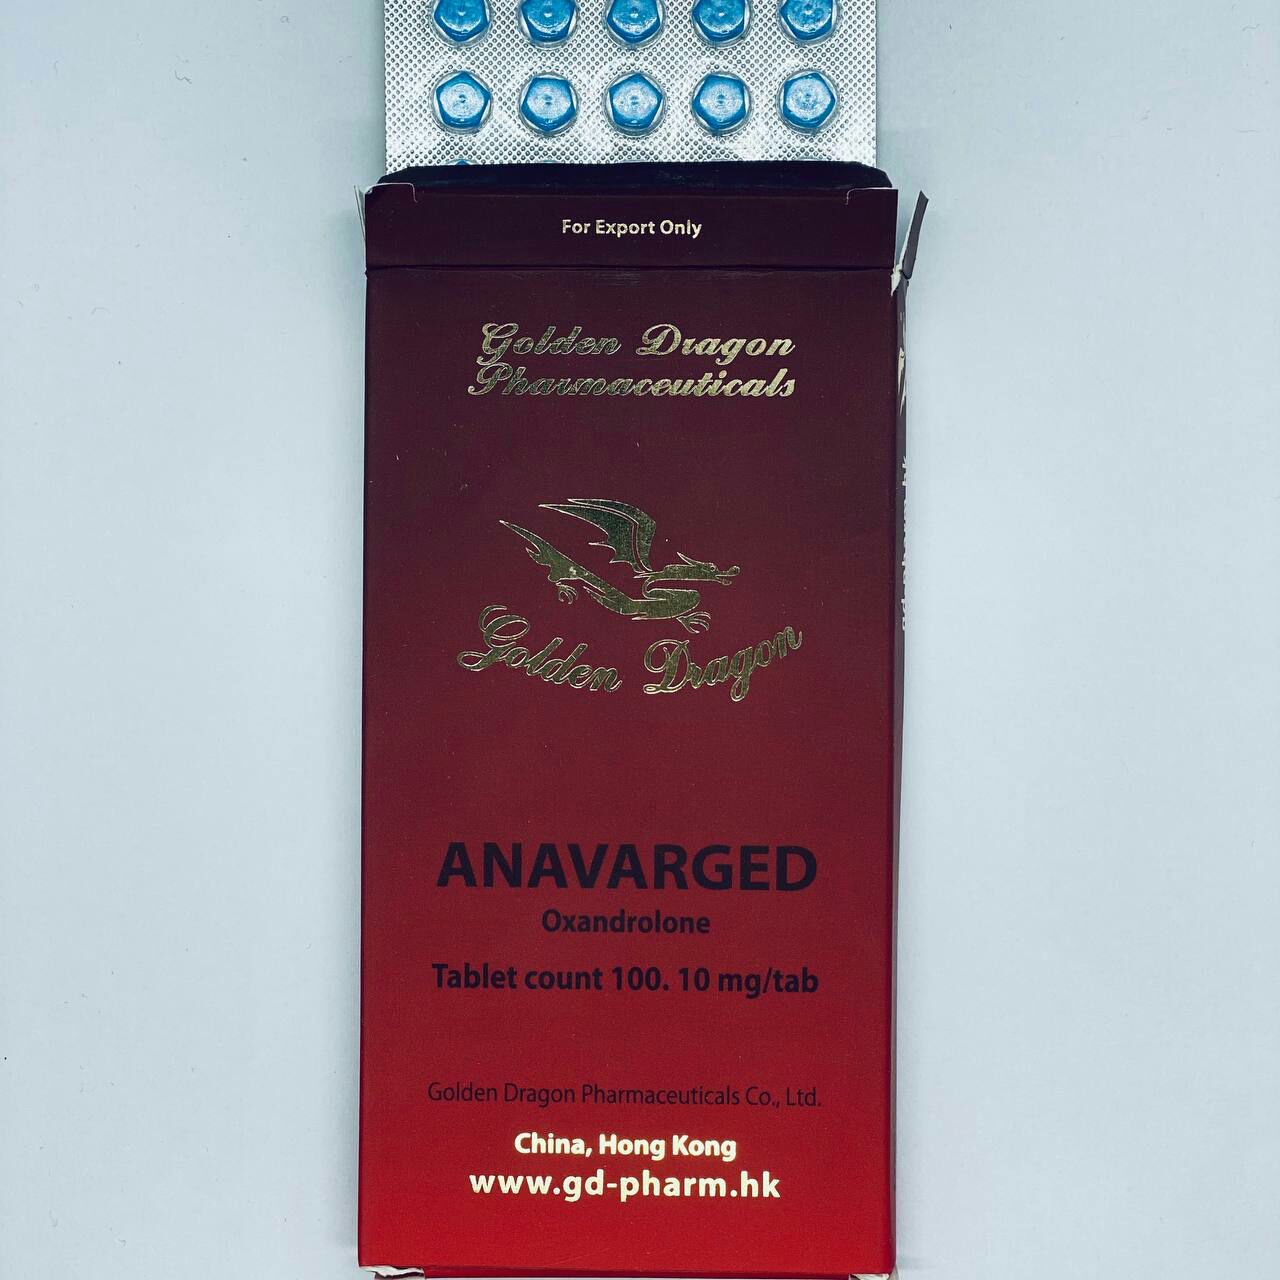 For Export Only
Golden Dragon
Pharmaceuticals
Golden Dragon
ANAVARGED
Oxandrolone
Tablet count 100. 10 mg/tab
Golden Dragon Pharmaceuticals Co., Ltd.
China, Hong Kong
www.gd-pharm.hk